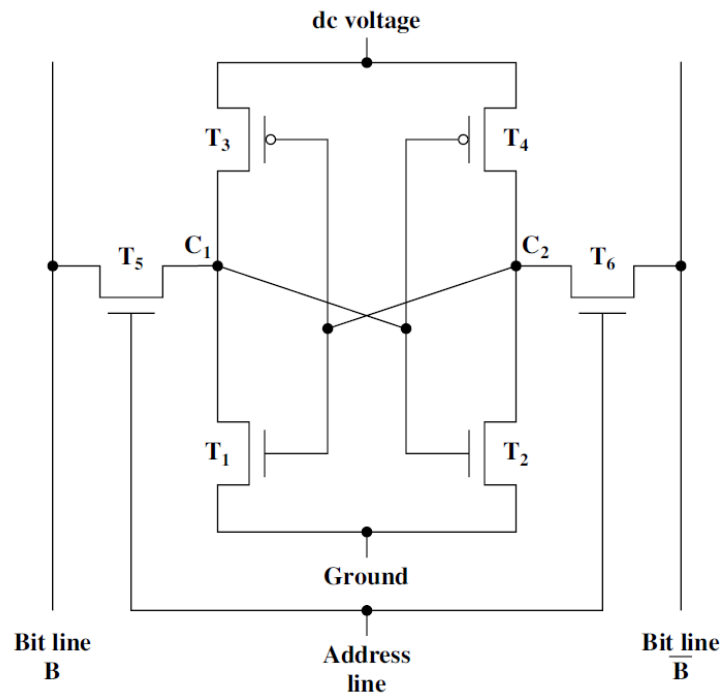 dc voltage
T₃
T₄
C₁
C₂
T₅
T₆
T₁
T₂
Ground
Bit line
B
Address
line
Bit line
B̅